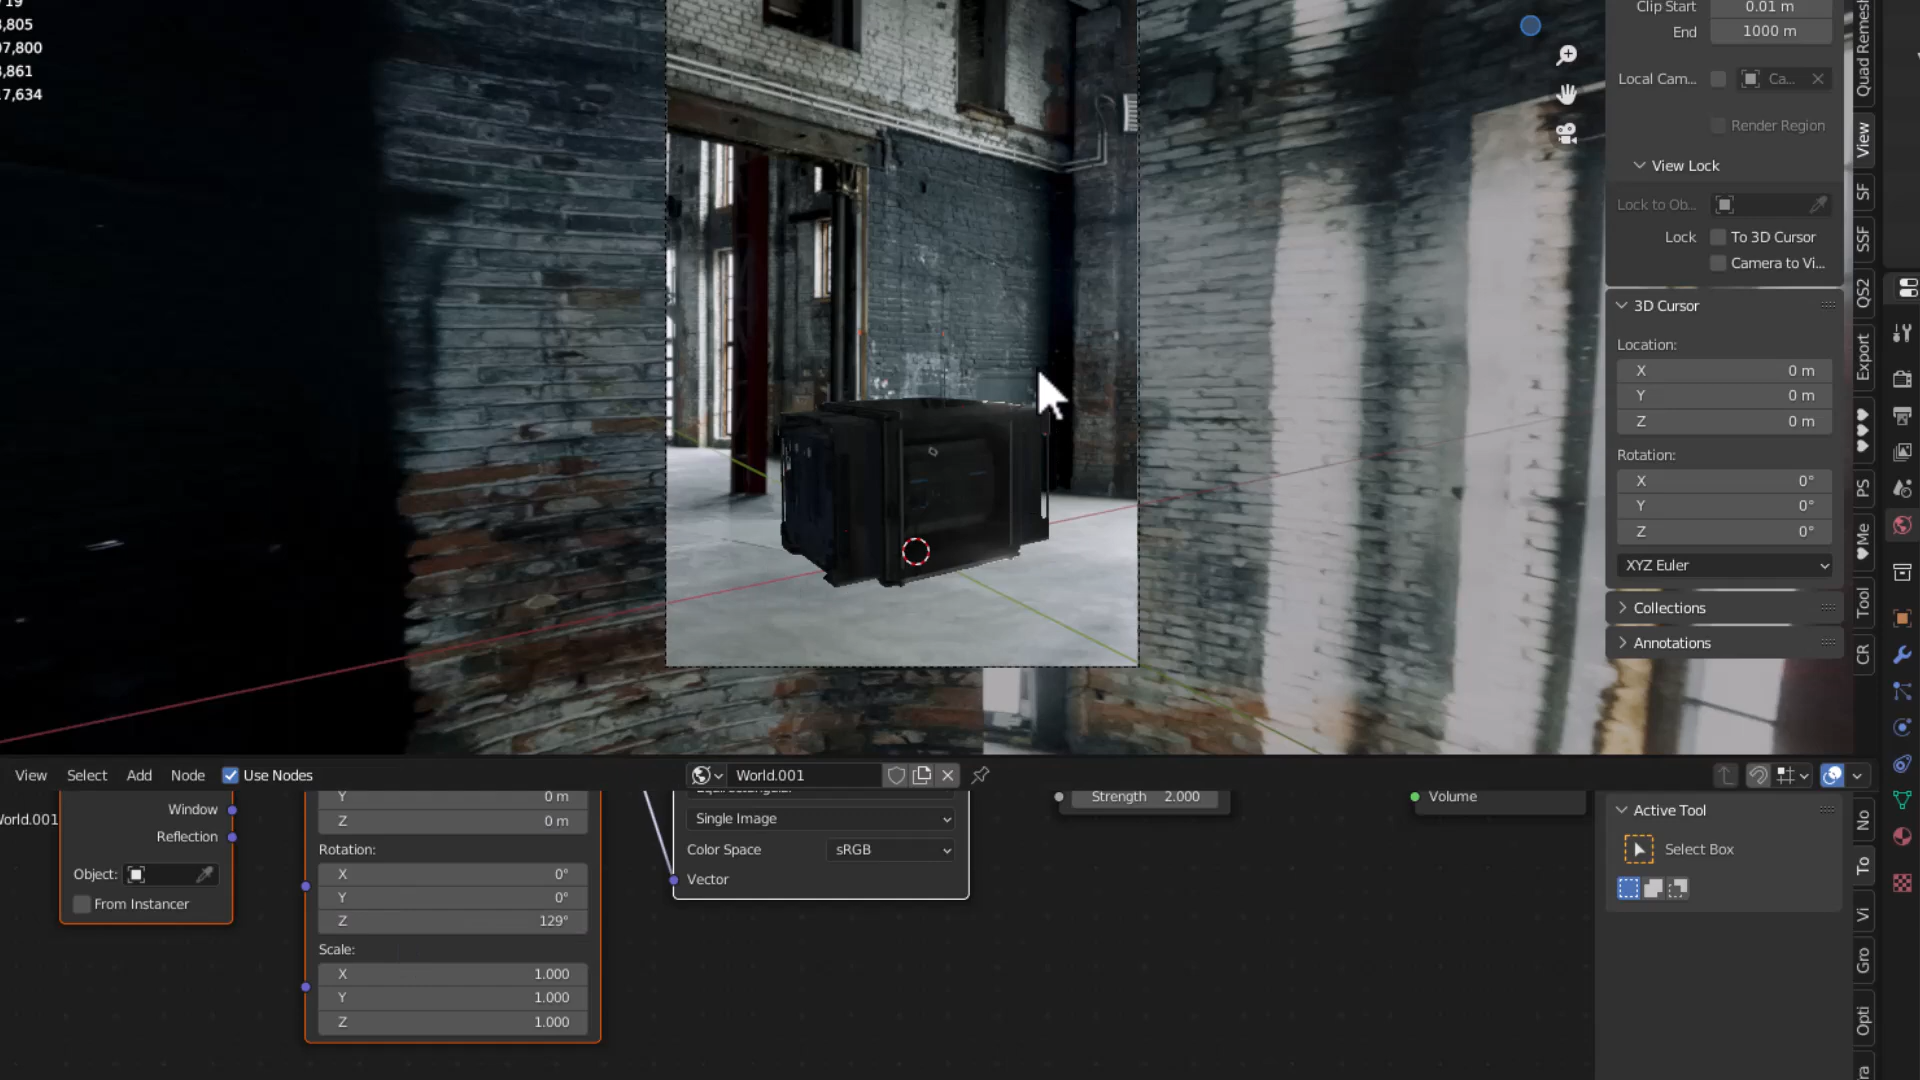 19
,805
07,800
,861
7,634
Clip Start 0.01 m
End 1000 m
Local Cam... Ca...
Render Region
View Lock
Lock to Ob...
Lock To 3D Cursor
Camera to Vi...
3D Cursor
Location:
X 0 m
Y 0 m
Z 0 m
Rotation:
X 0°
Y 0°
Z 0°
XYZ Euler
Collections
Annotations
Quad Remesh
View
SF
SSF
QS2
Export
PS
Me
Tool
CR
View Select Add Node Use Nodes
World.001
World.001
Window
Reflection
Object:
From Instancer
Y 0 m
Z 0 m
Rotation:
X 0°
Y 0°
Z 129°
Scale:
X 1.000
Y 1.000
Z 1.000
Equirectangular
Single Image
Color Space sRGB
Vector
Strength 2.000
Volume
Active Tool
Select Box
No
To
Vi
Gro
Opti
ra